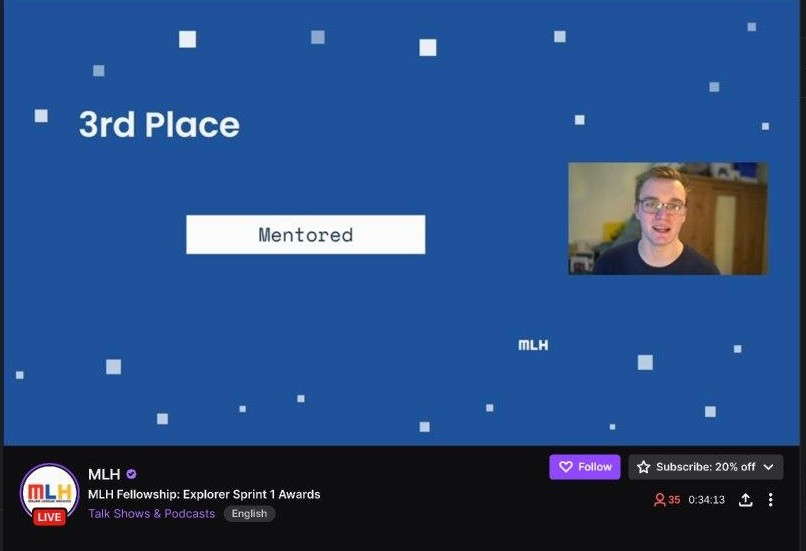 3rd Place
Mentored
MLH
MLH
MLH
LIVE
MLH Fellowship: Explorer Sprint 1 Awards
Talk Shows & Podcasts
English
Follow
Subscribe: 20% off
35
0:34:13